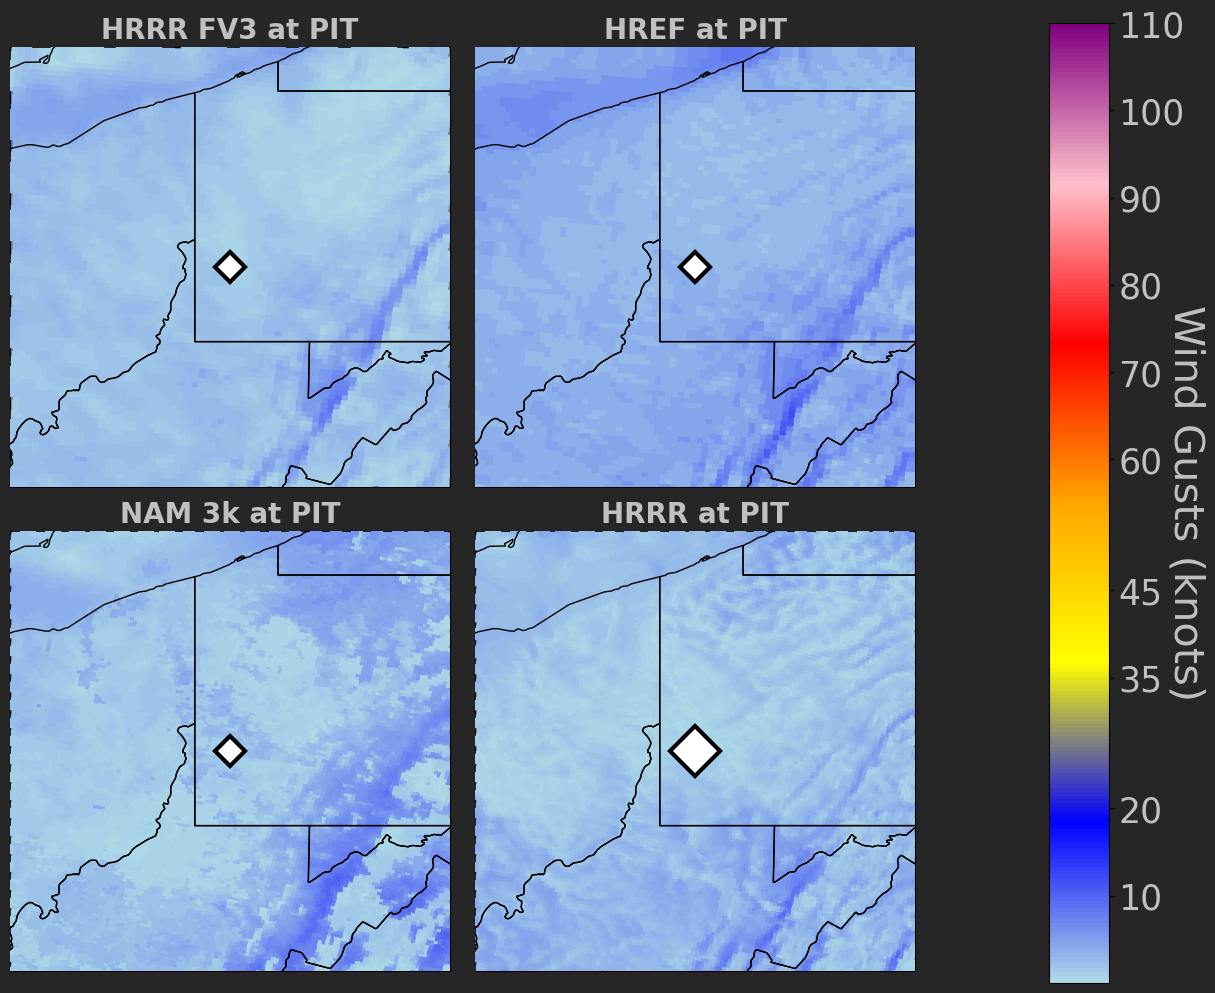 HRRR FV3 at PIT
HREF at PIT
NAM 3k at PIT
HRRR at PIT
110
100
90
80
70
60
45
35
20
10
Wind Gusts (knots)